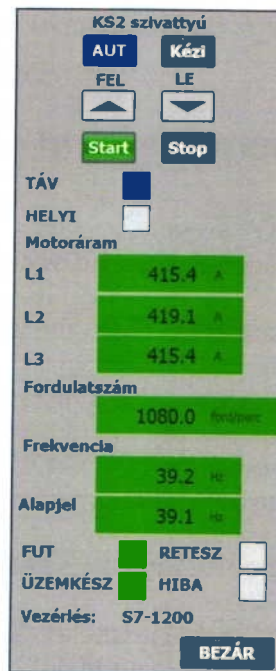 KS2 szivattyú
AUT Kézi
FEL LE
Start Stop
TÁV
HELYI
Motoráram
L1 415.4 A
L2 419.1 A
L3 415.4 A
Fordulatszám
1080.0 ford/perc
Frekvencia
39.2 Hz
Alapjel 39.1 Hz
FUT RETESZ
ÜZEMKÉSZ HIBA
Vezérlés: S7-1200
BEZÁR